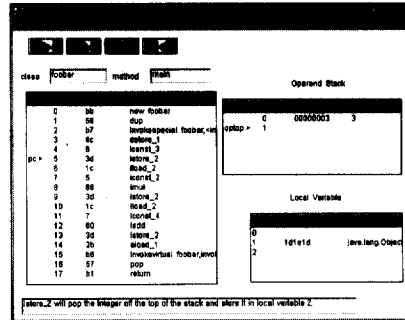 class foobar method main
Operand Stack
0 bb new foobar
1 59 dup
2 b7 invokespecial foobar,<in
3 4c astore_1
4 6 iconst_3
pc > 5 3d istore_2
6 1c iload_2
7 5 iconst_2
8 68 imul
9 3d istore_2
10 1c iload_2
11 7 iconst_4
12 60 iadd
13 3d istore_2
14 2b aload_1
15 b6 invokevirtual foobar,invol
16 57 pop
17 b1 return
0 00000003 3
optop > 1
Local Variable
0
1 1d1e1d java.lang.Object
2
istore_2 will pop the integer off the top of the stack and store it in local variable 2.